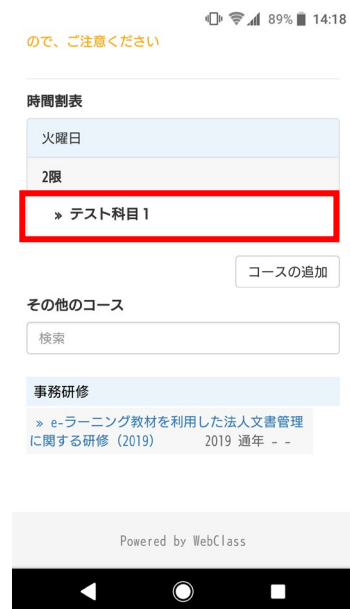 89% 14:18
ので、ご注意ください
時間割表
火曜日
2限
» テスト科目１
コースの追加
その他のコース
検索
事務研修
» e-ラーニング教材を利用した法人文書管理
に関する研修（2019） 2019 通年 - -
Powered by WebClass